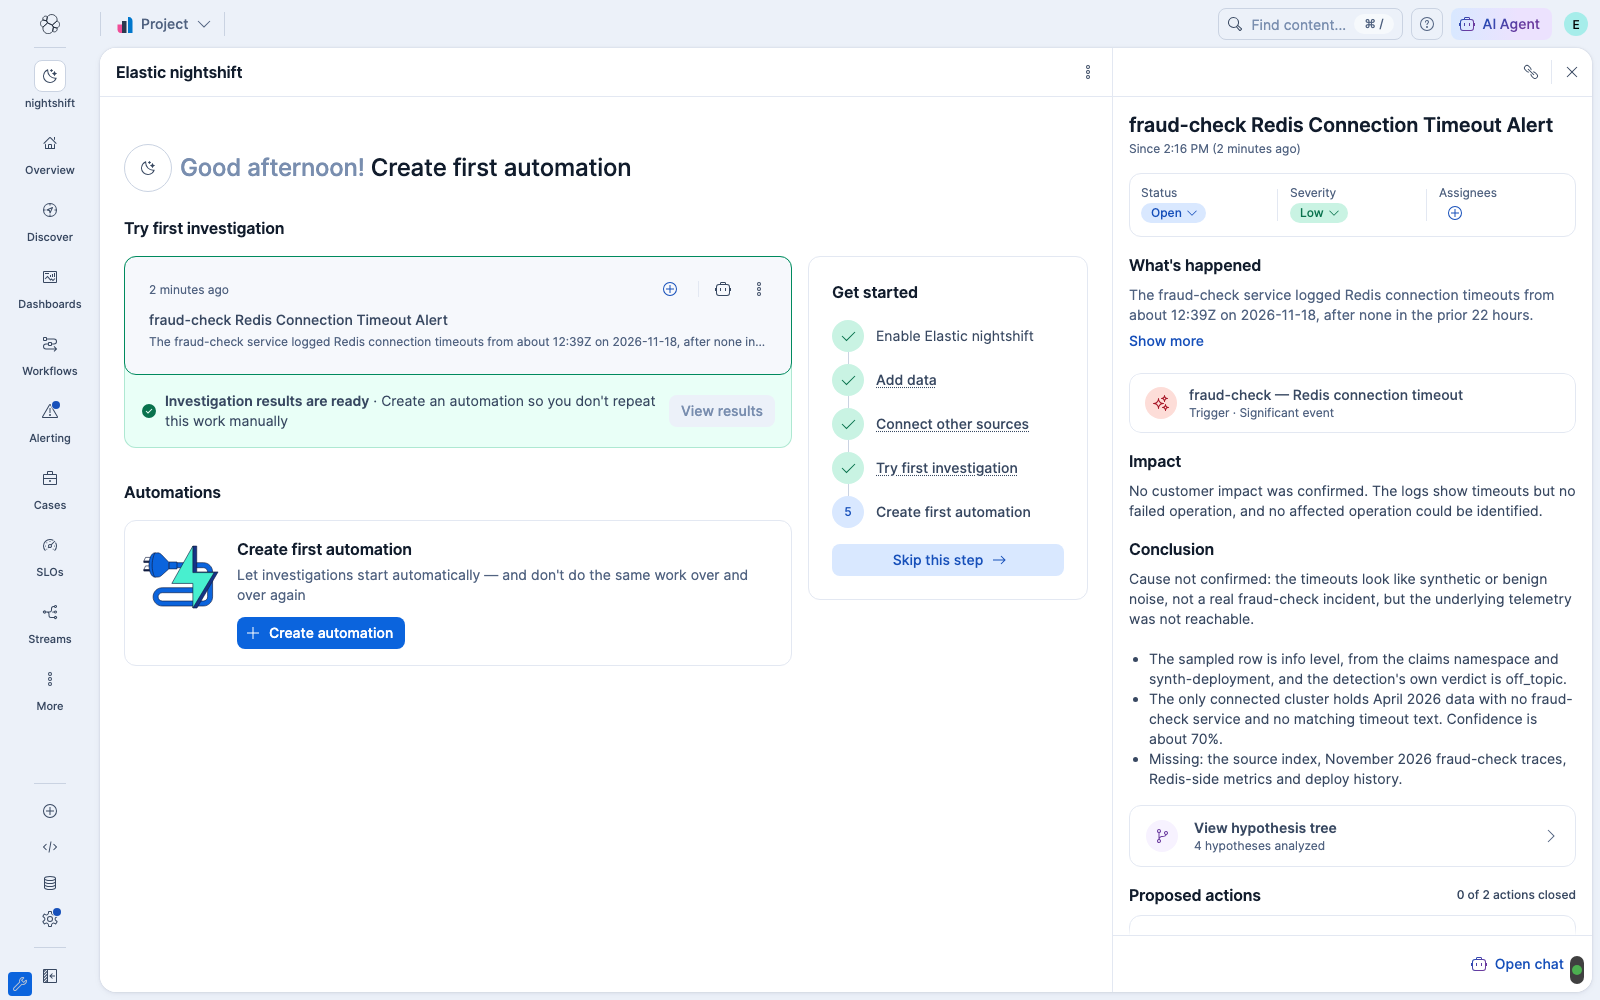 Project
Find content...
⌘ /
AI Agent
E
nightshift
Overview
Discover
Dashboards
Workflows
Alerting
Cases
SLOs
Streams
More
Elastic nightshift
Good afternoon! Create first automation
Try first investigation
2 minutes ago
fraud-check Redis Connection Timeout Alert
The fraud-check service logged Redis connection timeouts from about 12:39Z on 2026-11-18, after none in...
Investigation results are ready · Create an automation so you don't repeat
this work manually
View results
Automations
Create first automation
Let investigations start automatically — and don't do the same work over and
over again
Create automation
Get started
Enable Elastic nightshift
Add data
Connect other sources
Try first investigation
5
Create first automation
Skip this step
fraud-check Redis Connection Timeout Alert
Since 2:16 PM (2 minutes ago)
Status
Open
Severity
Low
Assignees
What's happened
The fraud-check service logged Redis connection timeouts from
about 12:39Z on 2026-11-18, after none in the prior 22 hours.
Show more
fraud-check — Redis connection timeout
Trigger · Significant event
Impact
No customer impact was confirmed. The logs show timeouts but no
failed operation, and no affected operation could be identified.
Conclusion
Cause not confirmed: the timeouts look like synthetic or benign
noise, not a real fraud-check incident, but the underlying telemetry
was not reachable.
The sampled row is info level, from the claims namespace and
synth-deployment, and the detection's own verdict is off_topic.
The only connected cluster holds April 2026 data with no fraud-
check service and no matching timeout text. Confidence is
about 70%.
Missing: the source index, November 2026 fraud-check traces,
Redis-side metrics and deploy history.
View hypothesis tree
4 hypotheses analyzed
Proposed actions
0 of 2 actions closed
Open chat